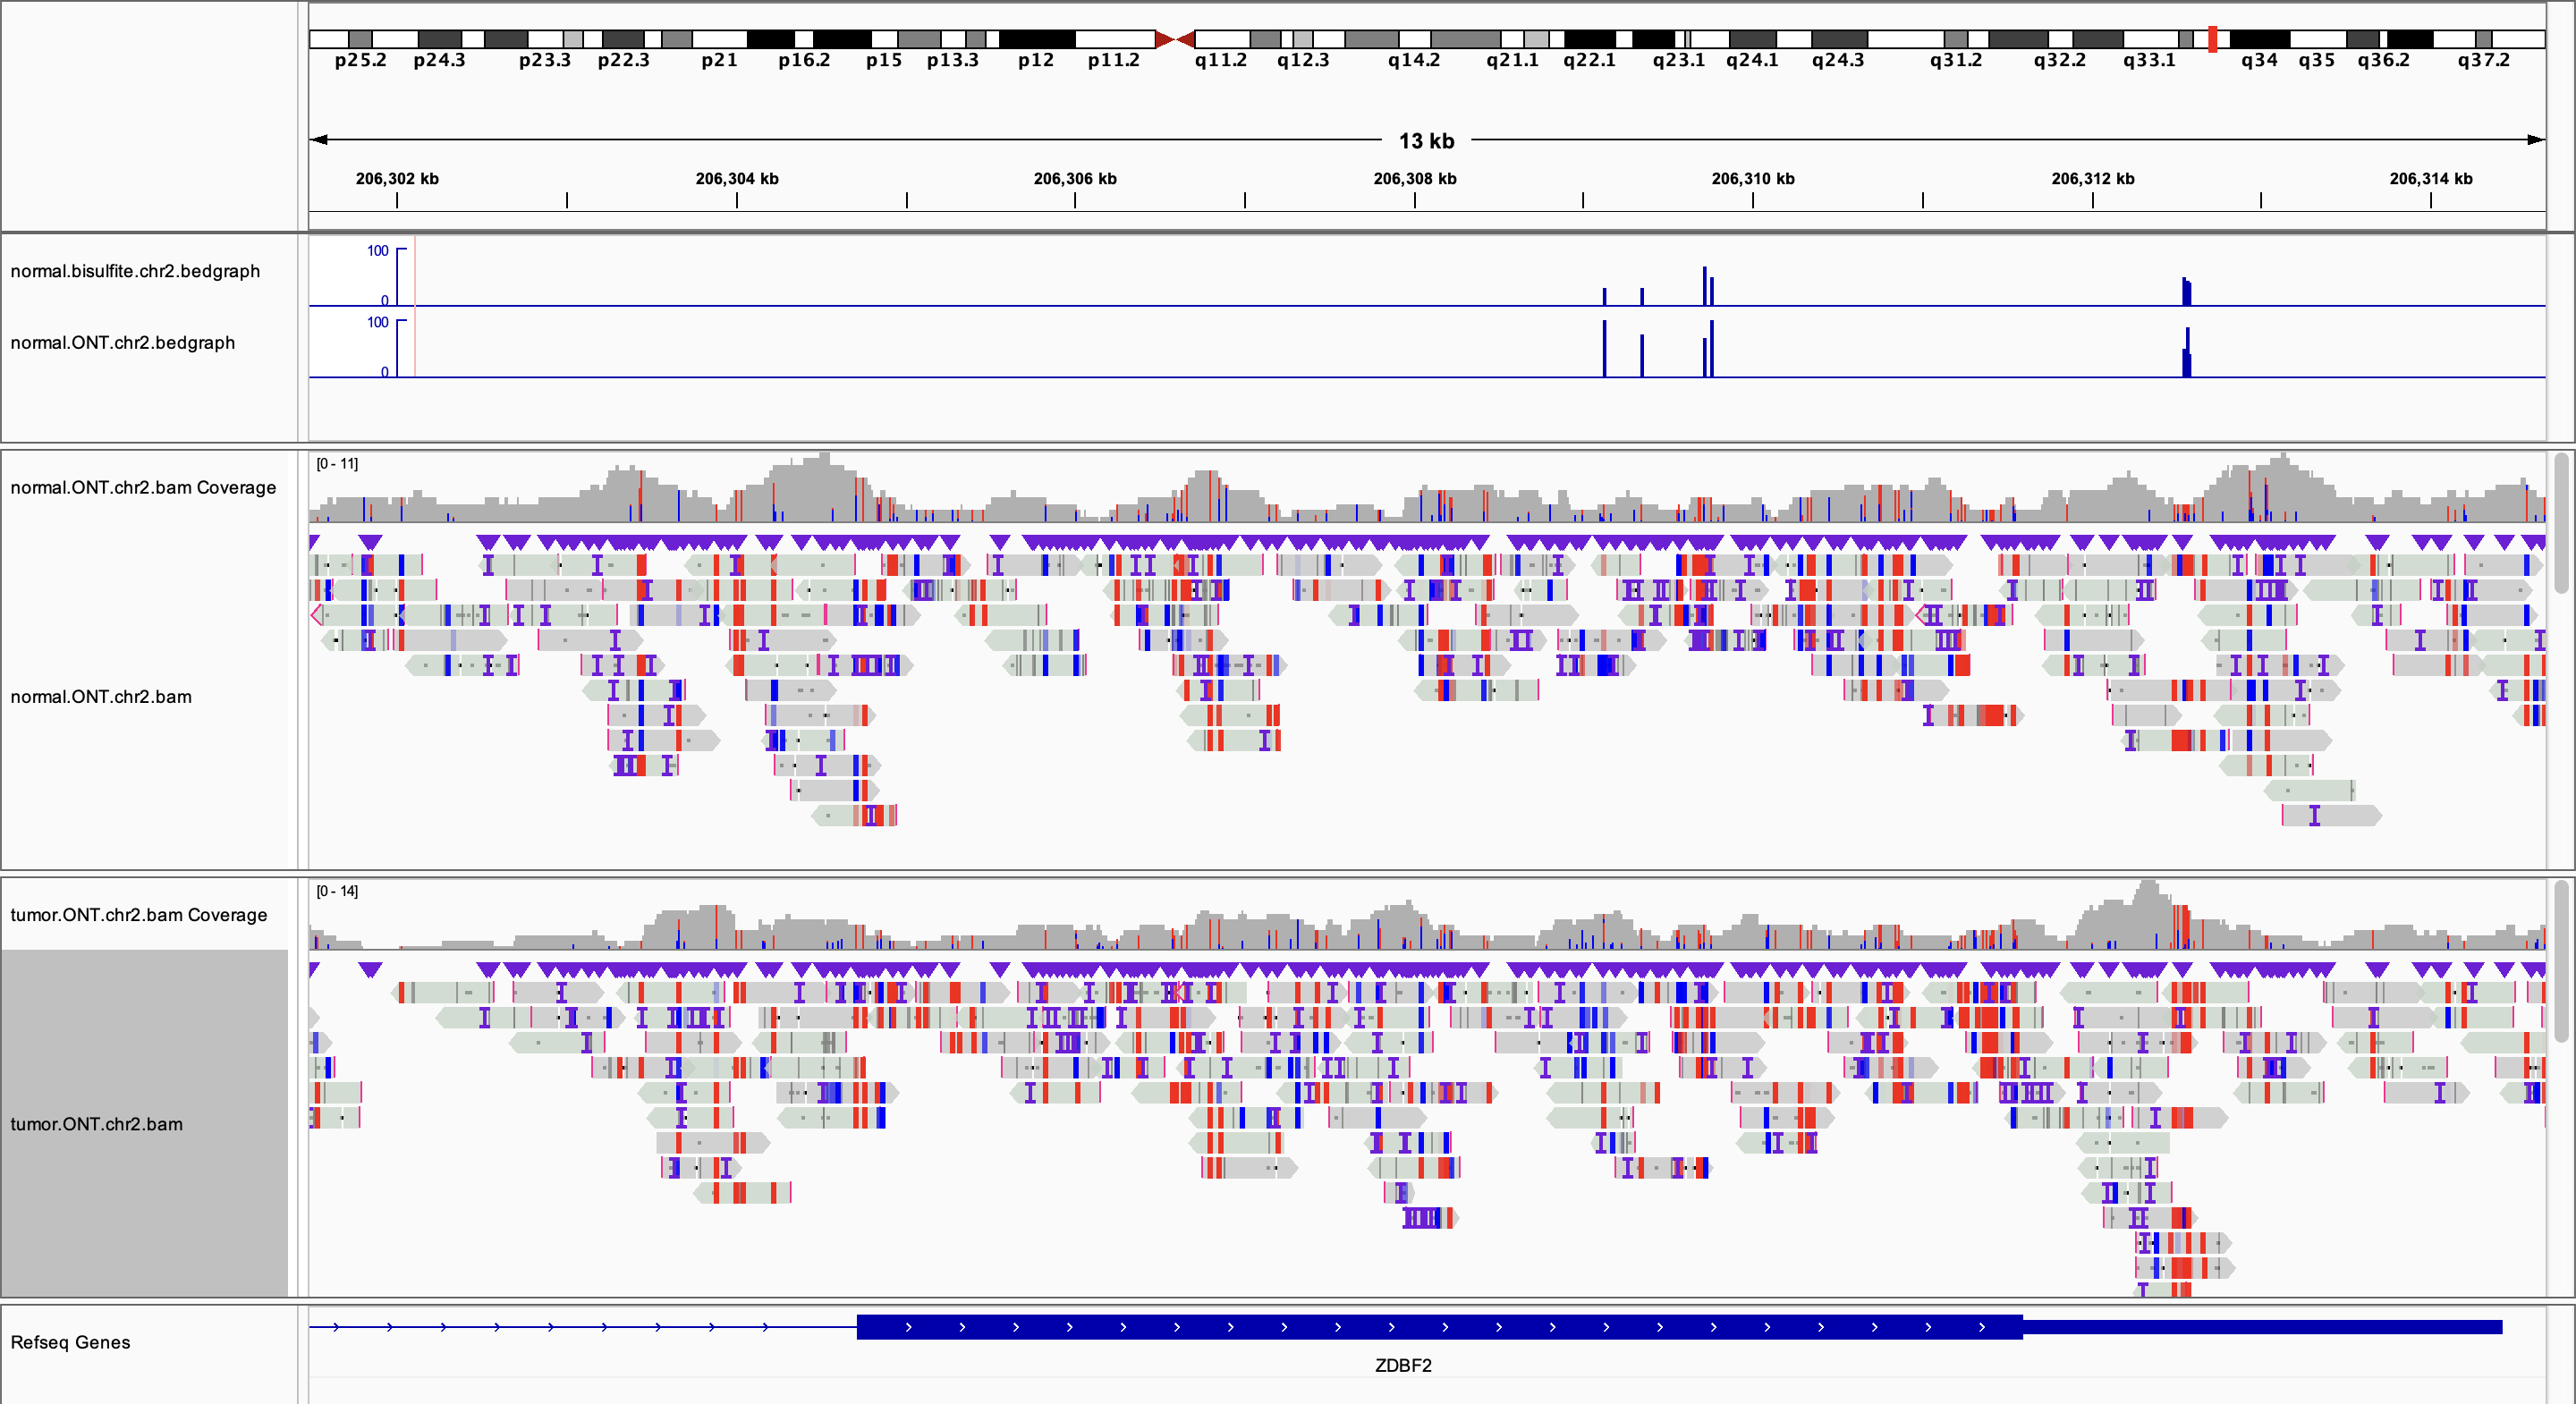 p25.2 p24.3 p23.3 p22.3 p21 p16.2 p15 p13.3 p12 p11.2 q11.2 q12.3 q14.2 q21.1 q22.1 q23.1 q24.1 q24.3 q31.2 q32.2 q33.1 q34 q35 q36.2 q37.2
13 kb
206,302 kb 206,304 kb 206,306 kb 206,308 kb 206,310 kb 206,312 kb 206,314 kb
100
normal.bisulfite.chr2.bedgraph
0
100
normal.ONT.chr2.bedgraph
0
[0 - 11]
normal.ONT.chr2.bam Coverage
normal.ONT.chr2.bam
[0 - 14]
tumor.ONT.chr2.bam Coverage
tumor.ONT.chr2.bam
Refseq Genes
ZDBF2